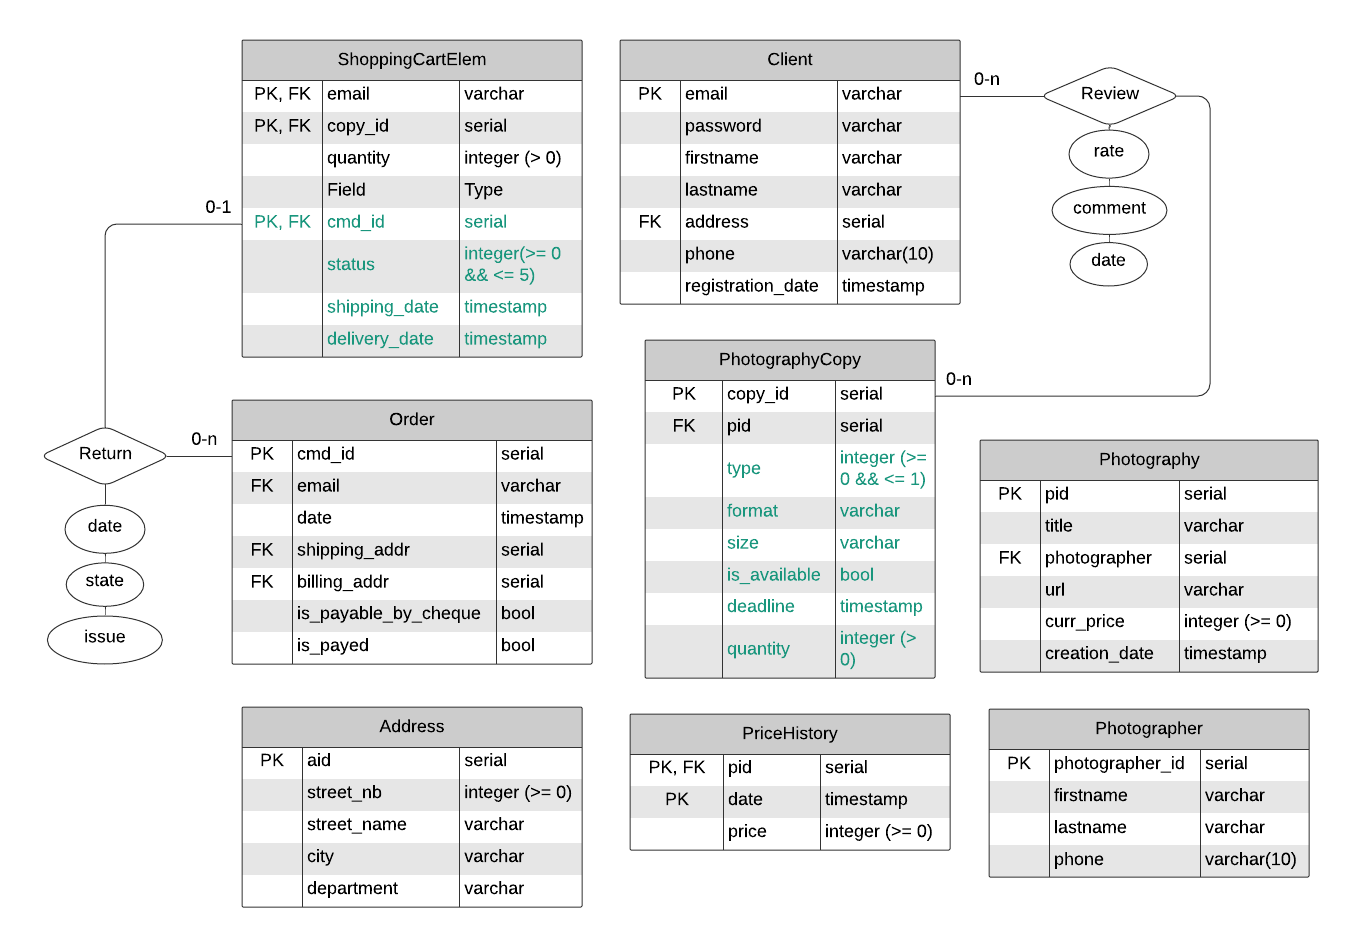 ShoppingCartElem
PK, FK email varchar
PK, FK copy_id serial
quantity integer (> 0)
Field Type
PK, FK cmd_id serial
status integer(>= 0
&& <= 5)
shipping_date timestamp
delivery_date timestamp
Client
PK email varchar
password varchar
firstname varchar
lastname varchar
FK address serial
phone varchar(10)
registration_date timestamp
0-n
Review
rate
comment
date
0-1
0-n
Return
date
state
issue
Order
PK cmd_id serial
FK email varchar
date timestamp
FK shipping_addr serial
FK billing_addr serial
is_payable_by_cheque bool
is_payed bool
PhotographyCopy
PK copy_id serial
FK pid serial
type integer (>=
0 && <= 1)
format varchar
size varchar
is_available bool
deadline timestamp
quantity integer (>
0)
0-n
Photography
PK pid serial
title varchar
FK photographer serial
url varchar
curr_price integer (>= 0)
creation_date timestamp
Address
PK aid serial
street_nb integer (>= 0)
street_name varchar
city varchar
department varchar
PriceHistory
PK, FK pid serial
PK date timestamp
price integer (>= 0)
Photographer
PK photographer_id serial
firstname varchar
lastname varchar
phone varchar(10)